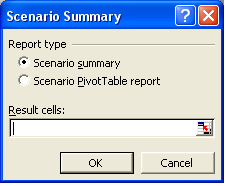 Scenario Summary
Report type
Scenario summary
Scenario PivotTable report
Result cells:
OK
Cancel